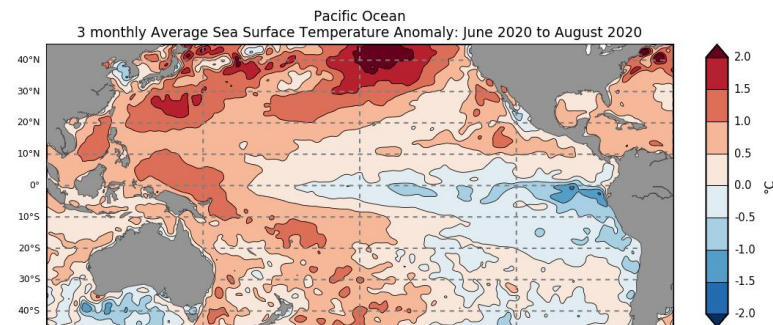 Pacific Ocean
3 monthly Average Sea Surface Temperature Anomaly: June 2020 to August 2020
40°N
30°N
20°N
10°N
0°
10°S
20°S
30°S
40°S
2.0
1.5
1.0
0.5
0.0
-0.5
-1.0
-1.5
-2.0
°C